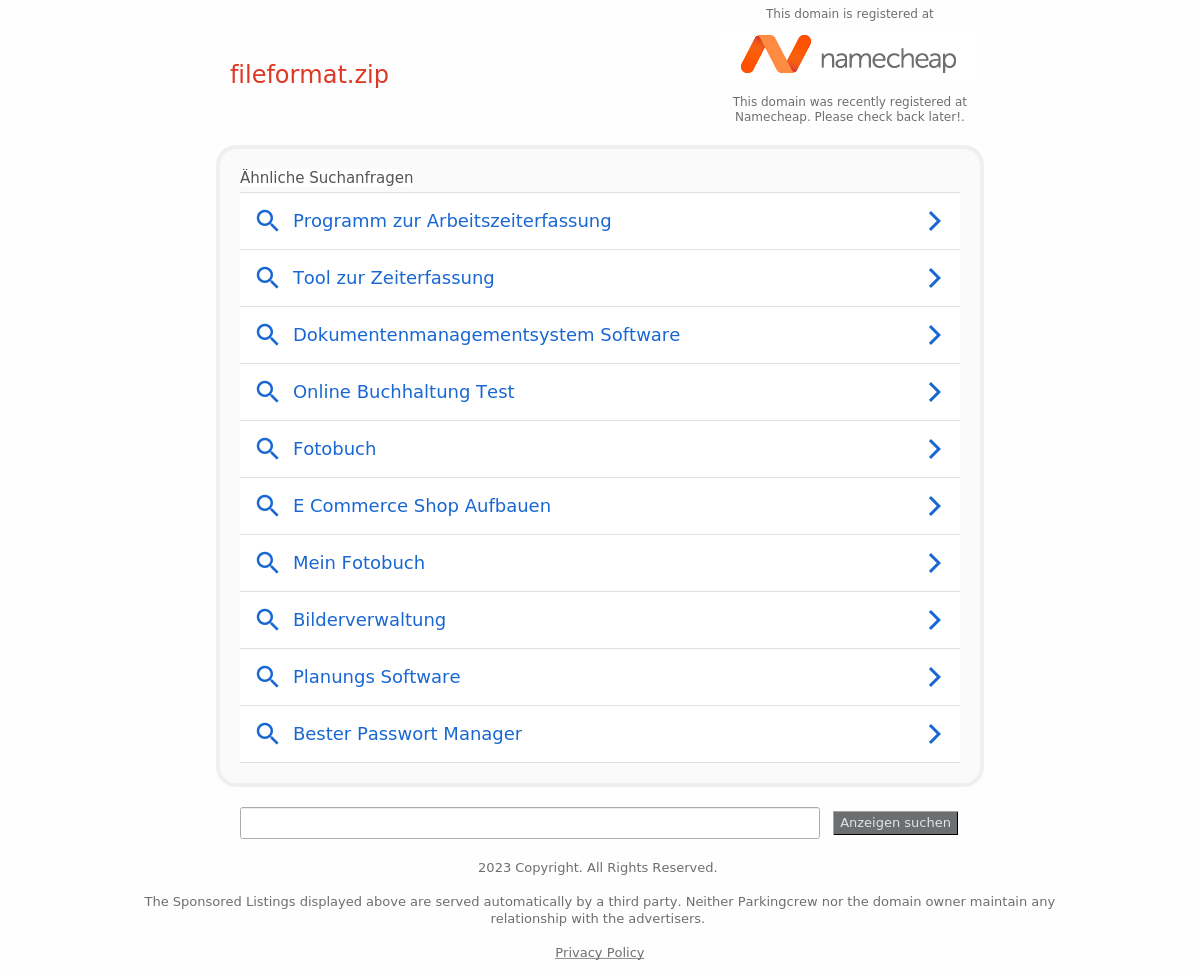 This domain is registered at
namecheap
fileformat.zip
This domain was recently registered at
Namecheap. Please check back later!.
Ähnliche Suchanfragen
Programm zur Arbeitszeiterfassung
Tool zur Zeiterfassung
Dokumentenmanagementsystem Software
Online Buchhaltung Test
Fotobuch
E Commerce Shop Aufbauen
Mein Fotobuch
Bilderverwaltung
Planungs Software
Bester Passwort Manager
Anzeigen suchen
2023 Copyright. All Rights Reserved.
The Sponsored Listings displayed above are served automatically by a third party. Neither Parkingcrew nor the domain owner maintain any
relationship with the advertisers.
Privacy Policy